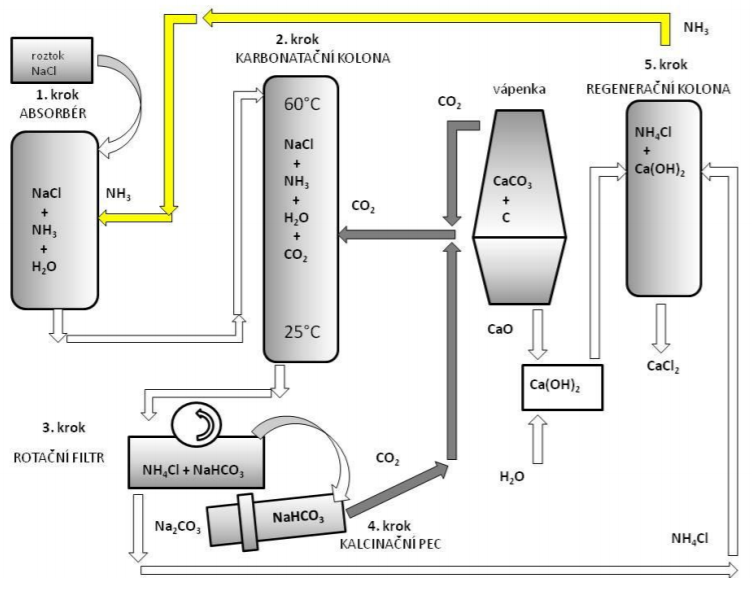 roztok
NaCl
1. krok
ABSORBÉR
NaCl
+
NH₃
+
H₂O
NH₃
2. krok
KARBONATAČNÍ KOLONA
60°C
NaCl
+
NH₃
+
H₂O
+
CO₂
25°C
CO₂
CO₂
vápenka
CaCO₃
+
C
CaO
Ca(OH)₂
H₂O
NH₃
5. krok
REGENERAČNÍ KOLONA
NH₄Cl
+
Ca(OH)₂
CaCl₂
3. krok
ROTAČNÍ FILTR
NH₄Cl + NaHCO₃
Na₂CO₃
NaHCO₃
CO₂
4. krok
KALCINAČNÍ PEC
NH₄Cl